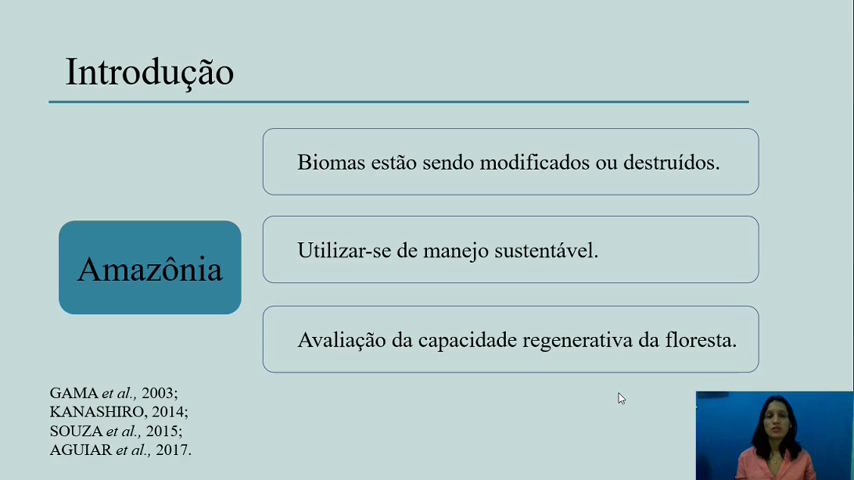 Introdução
Biomas estão sendo modificados ou destruídos.
Utilizar-se de manejo sustentável.
Amazônia
Avaliação da capacidade regenerativa da floresta.
GAMA et al., 2003;
KANASHIRO, 2014;
SOUZA et al., 2015;
AGUIAR et al., 2017.